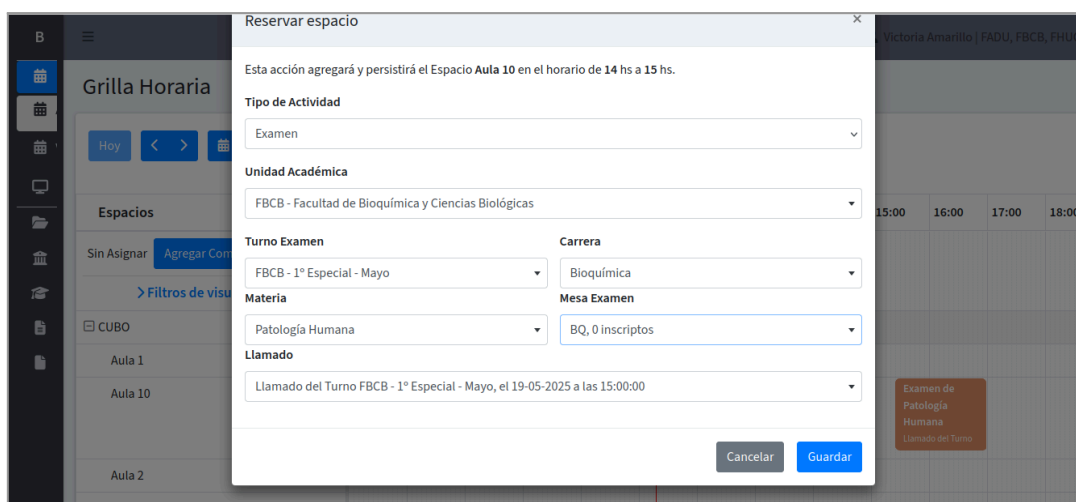 B
Reservar espacio
×
Victoria Amarillo | FADU, FBCB, FHUC
Grilla Horaria
Esta acción agregará y persistirá el Espacio Aula 10 en el horario de 14 hs a 15 hs.
Tipo de Actividad
Examen
Hoy
Unidad Académica
FBCB - Facultad de Bioquímica y Ciencias Biológicas
Espacios
15:00 16:00 17:00 18:00
Turno Examen
Carrera
Sin Asignar
Agregar Com
FBCB - 1º Especial - Mayo
Bioquímica
Filtros de visu
Materia
Mesa Examen
CUBO
Patología Humana
BQ, 0 inscriptos
Llamado
Aula 1
Llamado del Turno FBCB - 1º Especial - Mayo, el 19-05-2025 a las 15:00:00
Aula 10
Examen de
Patología
Humana
Llamado del Turno
Cancelar
Guardar
Aula 2